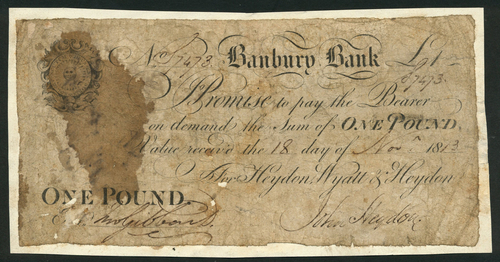 No. 7473 Banbury Bank £1
7473
I Promise to pay the Bearer
on demand the Sum of ONE POUND
Value receiv'd the 18 day of Nov.r 1813
For Heydon, Wyatt & Heydon
ONE POUND.
John Heydon